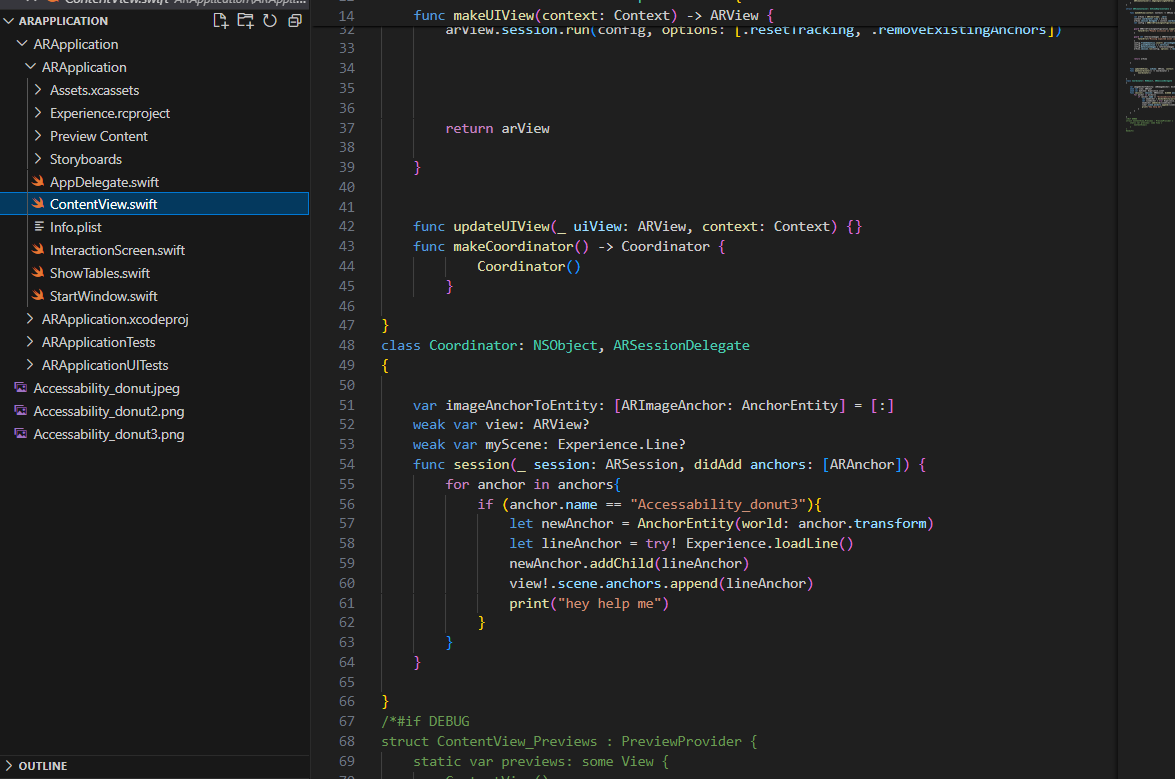 ContentView.swift
ARAPPLICATION
ARApplication
ARApplication
Assets.xcassets
Experience.rcproject
Preview Content
Storyboards
AppDelegate.swift
ContentView.swift
Info.plist
InteractionScreen.swift
ShowTables.swift
StartWindow.swift
ARApplication.xcodeproj
ARApplicationTests
ARApplicationUITests
Accessability_donut.jpeg
Accessability_donut2.png
Accessability_donut3.png
OUTLINE
14 func makeUIView(context: Context) -> ARView {
32 arView.session.run(config, options: [.resetTracking, .removeExistingAnchors])
33
34
35
36
37 return arView
38
39 }
40
41
42 func updateUIView(_ uiView: ARView, context: Context) {}
43 func makeCoordinator() -> Coordinator {
44 Coordinator()
45 }
46
47 }
48 class Coordinator: NSObject, ARSessionDelegate
49 {
50
51 var imageAnchorToEntity: [ARImageAnchor: AnchorEntity] = [:]
52 weak var view: ARView?
53 weak var myScene: Experience.Line?
54 func session(_ session: ARSession, didAdd anchors: [ARAnchor]) {
55 for anchor in anchors{
56 if (anchor.name == "Accessability_donut3"){
57 let newAnchor = AnchorEntity(world: anchor.transform)
58 let lineAnchor = try! Experience.loadLine()
59 newAnchor.addChild(lineAnchor)
60 view!.scene.anchors.append(lineAnchor)
61 print("hey help me")
62 }
63 }
64 }
65
66 }
67 /*#if DEBUG
68 struct ContentView_Previews : PreviewProvider {
69 static var previews: some View {